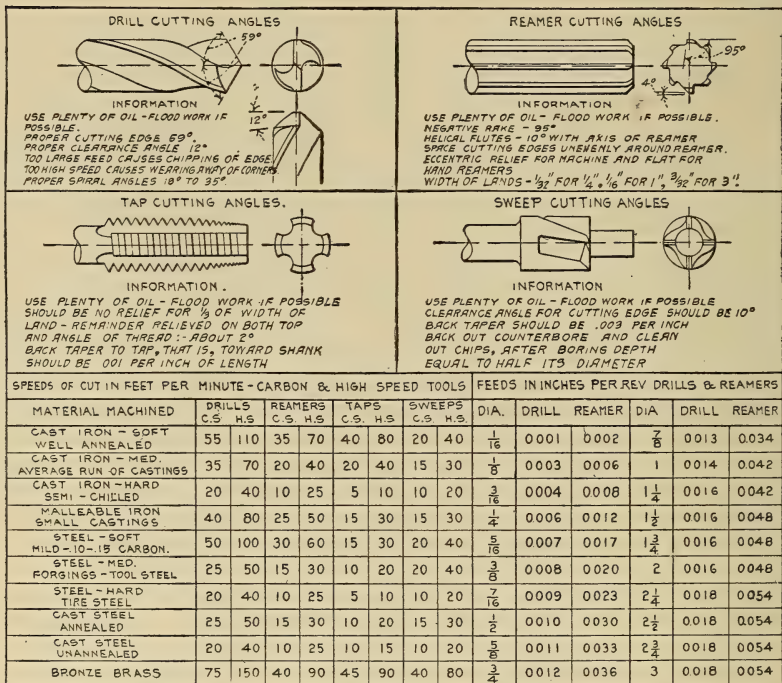 DRILL CUTTING ANGLES
59°
12°
INFORMATION
USE PLENTY OF OIL - FLOOD WORK IF
POSSIBLE.
PROPER CUTTING EDGE 59°.
PROPER CLEARANCE ANGLE 12°
TOO LARGE FEED CAUSES CHIPPING OF EDGE
TOO HIGH SPEED CAUSES WEARING AWAY OF CORNERS
PROPER SPIRAL ANGLES 18° TO 35°.
REAMER CUTTING ANGLES
95°
4°
INFORMATION
USE PLENTY OF OIL - FLOOD WORK IF POSSIBLE.
NEGATIVE RAKE - 95°
HELICAL FLUTES - 10° WITH AXIS OF REAMER
SPACE CUTTING EDGES UNEVENLY AROUND REAMER.
ECCENTRIC RELIEF FOR MACHINE AND FLAT FOR
HAND REAMERS
WIDTH OF LANDS - 1/32" FOR 1/4", 1/16" FOR 1", 3/32" FOR 3".
TAP CUTTING ANGLES.
INFORMATION.
USE PLENTY OF OIL - FLOOD WORK IF POSSIBLE
SHOULD BE NO RELIEF FOR 1/3 OF WIDTH OF
LAND - REMAINDER RELIEVED ON BOTH TOP
AND ANGLE OF THREAD :- ABOUT 2°
BACK TAPER TO TAP, THAT IS, TOWARD SHANK
SHOULD BE 001 PER INCH OF LENGTH
SWEEP CUTTING ANGLES
INFORMATION
USE PLENTY OF OIL - FLOOD WORK IF POSSIBLE
CLEARANCE ANGLE FOR CUTTING EDGE SHOULD BE 10°
BACK TAPER SHOULD BE .003 PER INCH
BACK OUT COUNTERBORE AND CLEAN
OUT CHIPS, AFTER BORING DEPTH
EQUAL TO HALF ITS DIAMETER
SPEEDS OF CUT IN FEET PER MINUTE - CARBON & HIGH SPEED TOOLS FEEDS IN INCHES PER REV DRILLS & REAMERS
MATERIAL MACHINED DRILLS REAMERS TAPS SWEEPS DIA. DRILL REAMER DIA DRILL REAMER
C.S. H.S C.S. H.S C.S. H.S C.S. H.S
CAST IRON - SOFT
WELL ANNEALED 55 110 35 70 40 80 20 40 1/16 0001 0002 7/8 0013 0.034
CAST IRON - MED.
AVERAGE RUN OF CASTINGS 35 70 20 40 20 40 15 30 1/8 0003 0006 1 0014 0.042
CAST IRON - HARD
SEMI - CHILLED 20 40 10 25 5 10 10 20 3/16 0004 0.008 1 1/4 0016 0042
MALLEABLE IRON
SMALL CASTINGS 40 80 25 50 15 30 15 30 1/4 0006 0012 1 1/2 0016 0048
STEEL - SOFT
MILD - .10 - .15 CARBON. 50 100 30 60 15 30 20 40 5/16 0007 0017 1 3/4 0016 0048
STEEL - MED.
FORGINGS - TOOL STEEL 25 50 15 30 10 20 20 40 3/8 0008 0020 2 0016 0048
STEEL - HARD
TIRE STEEL 20 40 10 25 5 10 10 20 7/16 0009 0023 2 1/4 0018 0054
CAST STEEL
ANNEALED 25 50 15 30 10 20 15 30 1/2 0010 0030 2 1/2 0018 0.054
CAST STEEL
UNANNEALED 20 40 10 25 10 15 10 20 5/8 0011 0033 2 3/4 0018 0054
BRONZE BRASS 75 150 40 90 45 90 40 80 3/4 0012 0036 3 0018 0054